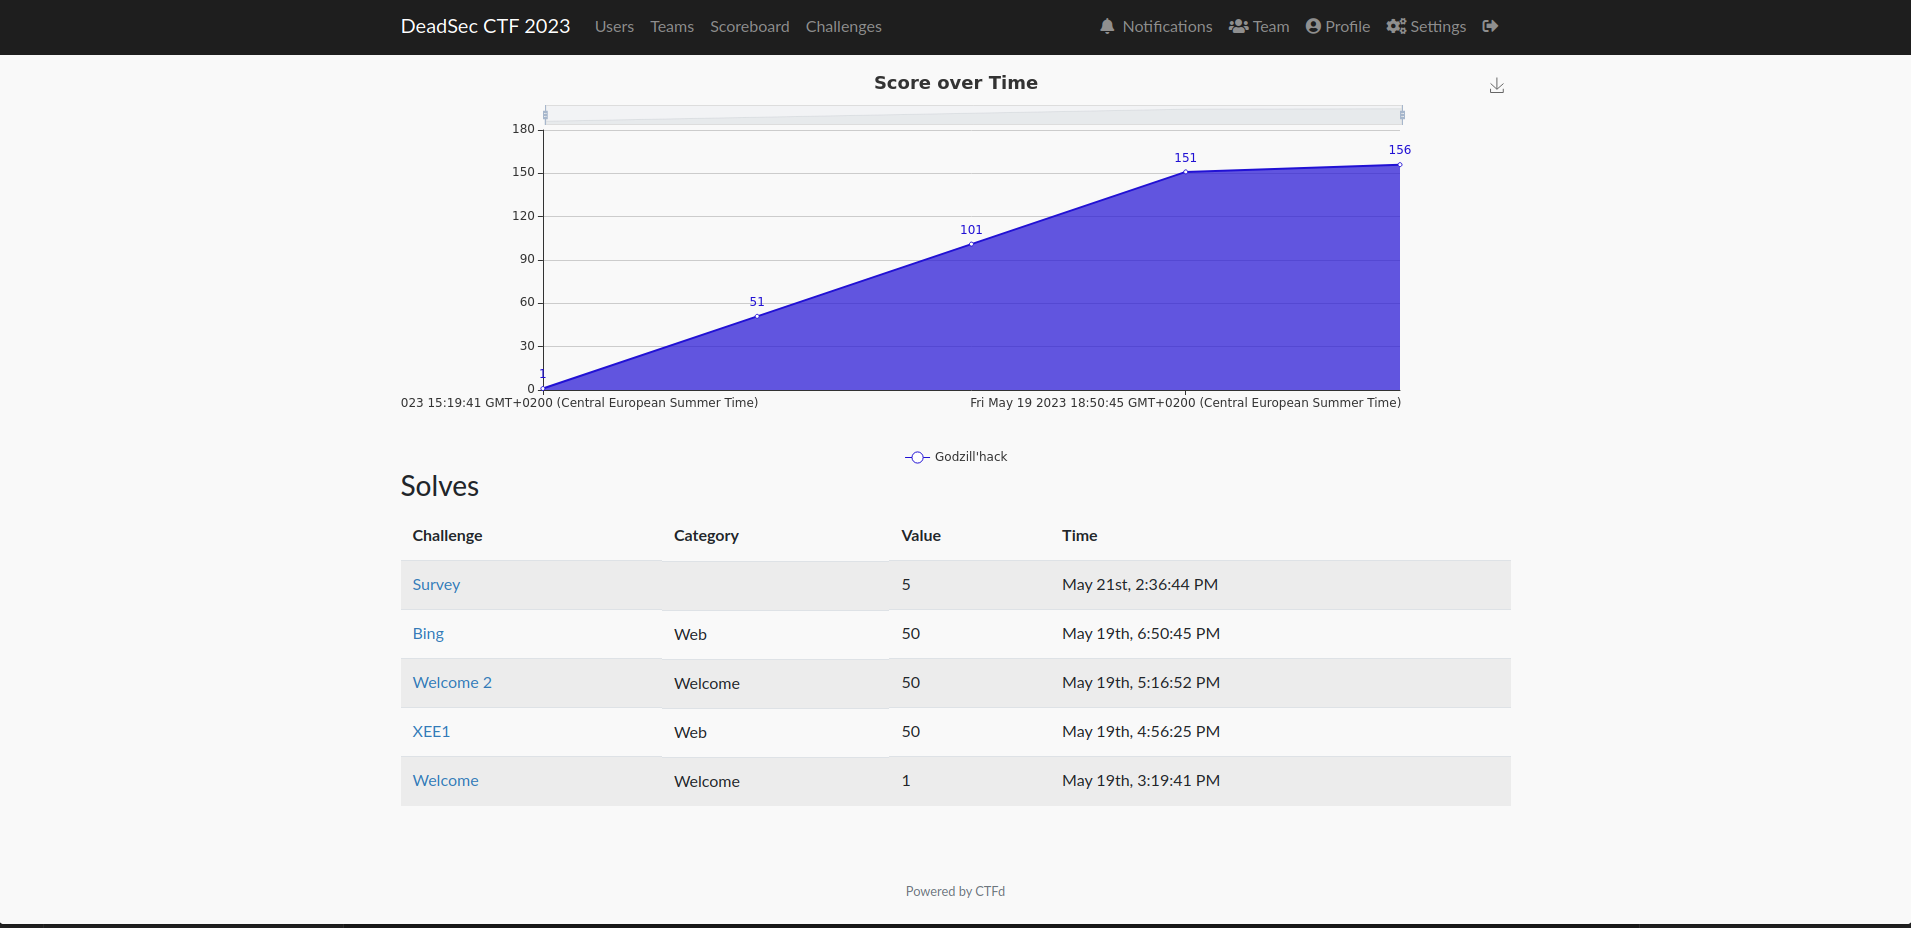 DeadSec CTF 2023 Users Teams Scoreboard Challenges Notifications Team Profile Settings
Score over Time
180
156
151
150
120
101
90
60
51
30
1
0
023 15:19:41 GMT+0200 (Central European Summer Time) Fri May 19 2023 18:50:45 GMT+0200 (Central European Summer Time)
Godzill'hack
Solves
Challenge Category Value Time
Survey 5 May 21st, 2:36:44 PM
Bing Web 50 May 19th, 6:50:45 PM
Welcome 2 Welcome 50 May 19th, 5:16:52 PM
XEE1 Web 50 May 19th, 4:56:25 PM
Welcome Welcome 1 May 19th, 3:19:41 PM
Powered by CTFd